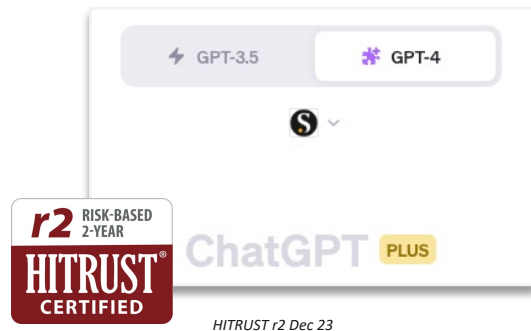 GPT-3.5 GPT-4
S
ChatGPT PLUS
r2 RISK-BASED
2-YEAR
HITRUST®
CERTIFIED
HITRUST r2 Dec 23